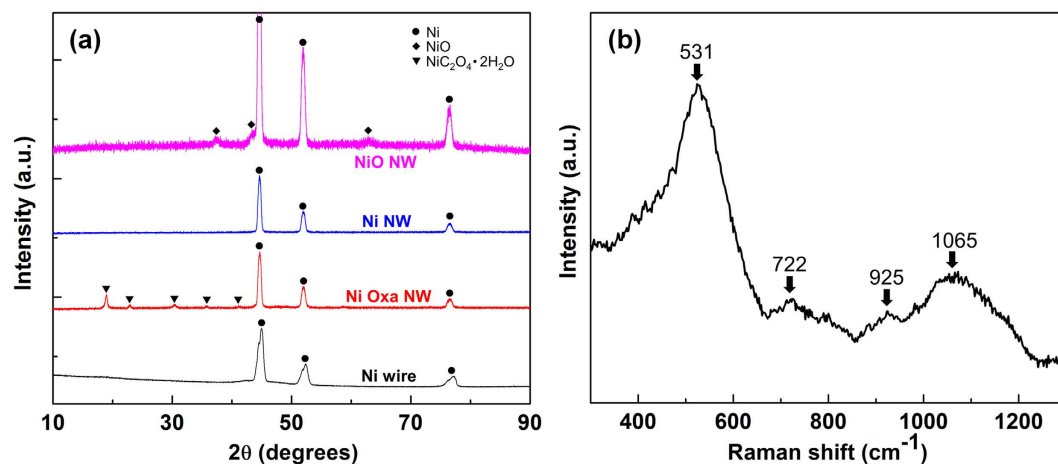 (a)
Ni
NiO
NiC₂O₄•2H₂O
NiO NW
Ni NW
Ni Oxa NW
Ni wire
Intensity (a.u.)
10 30 50 70 90
2θ (degrees)
(b)
531
722
925
1065
Intensity (a.u.)
400 600 800 1000 1200
Raman shift (cm⁻¹)